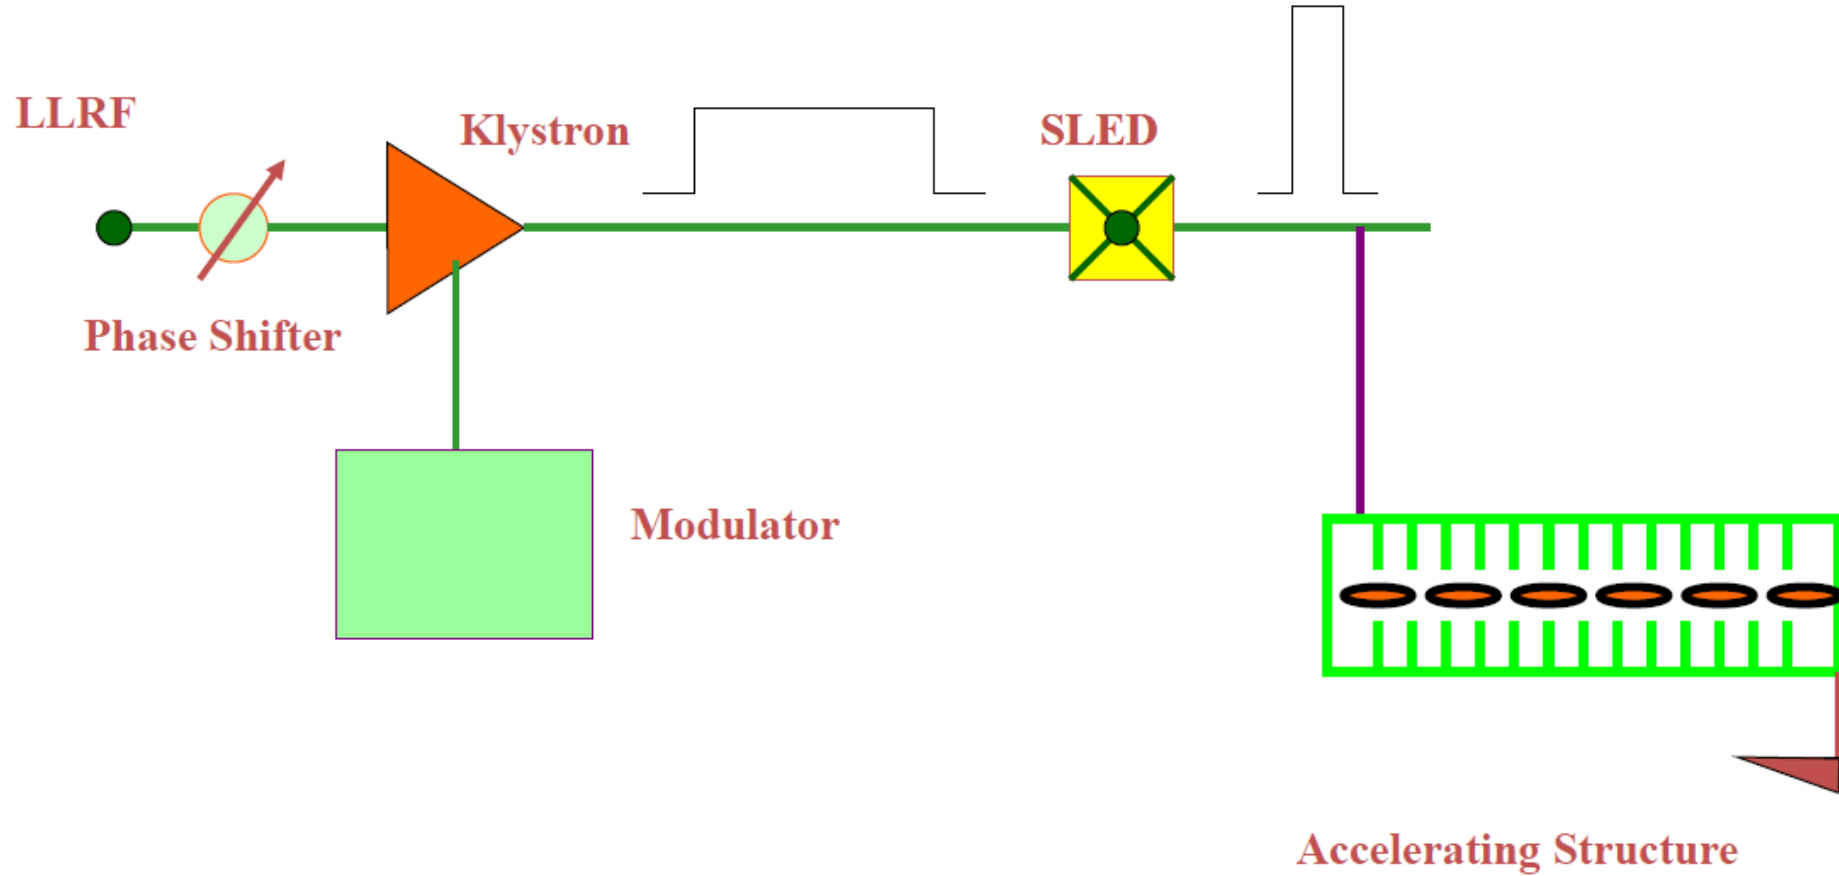 LLRF
Klystron
SLED
Phase Shifter
Modulator
Accelerating Structure